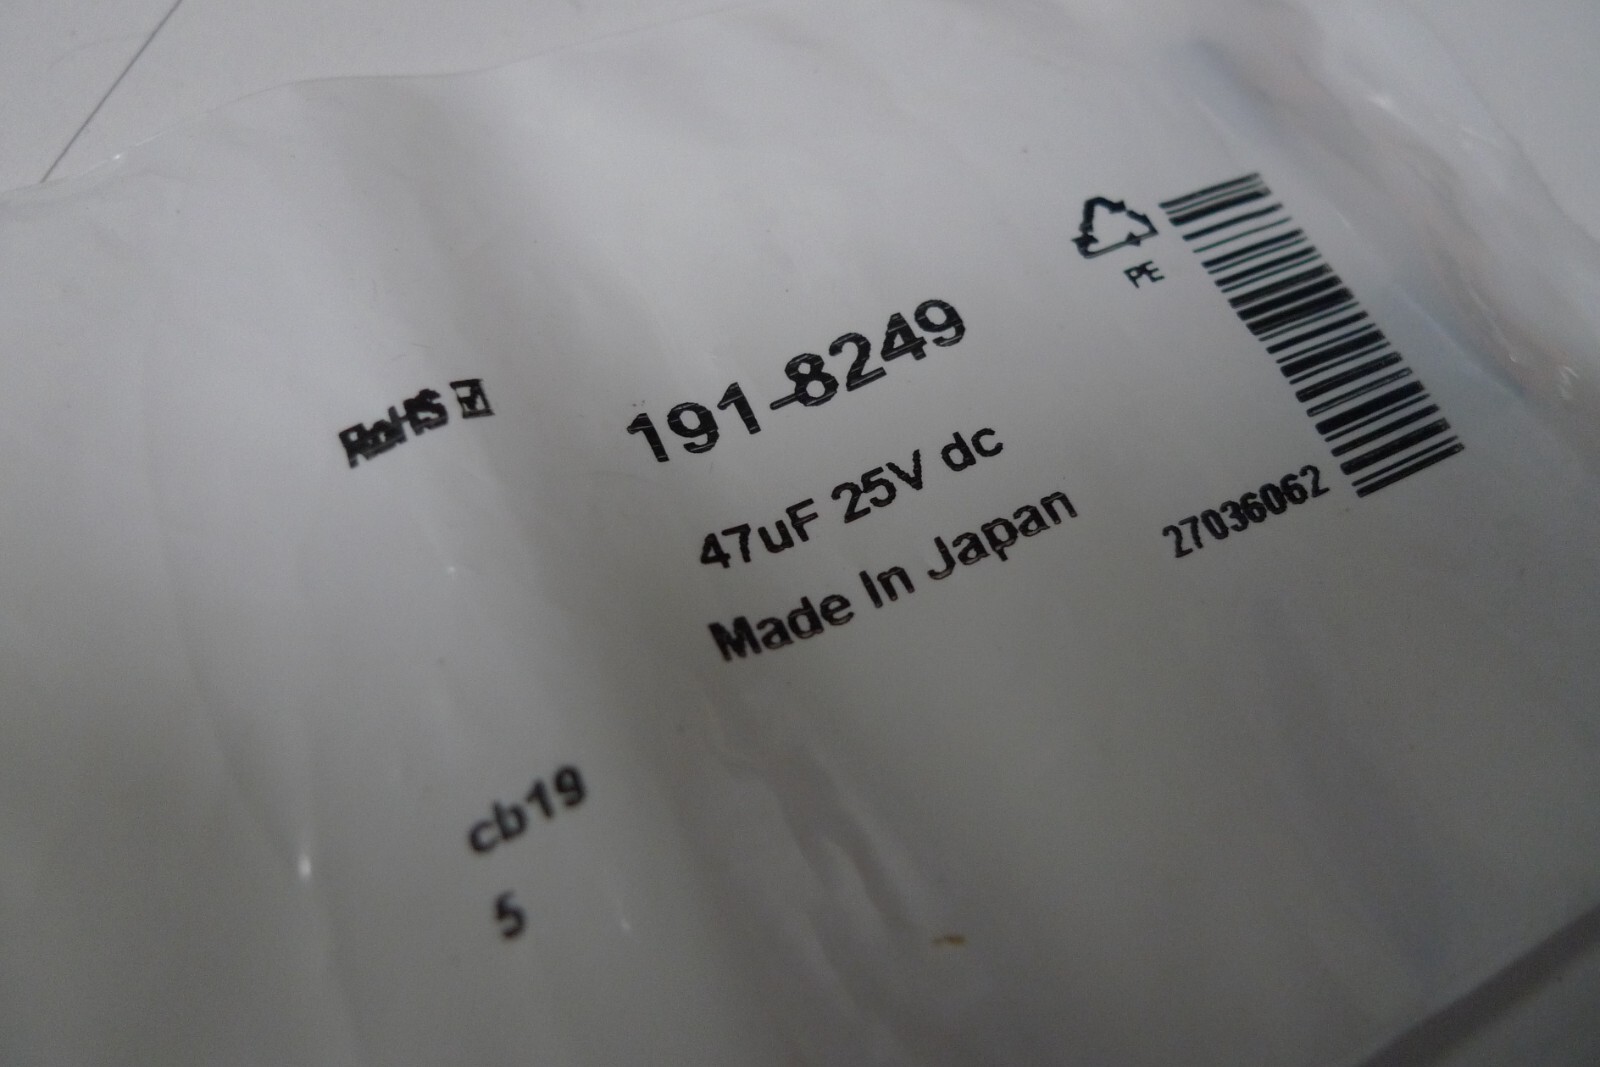 PE
RoHS
191-8249
47uF 25V dc
Made In Japan
27036062
cb19
5